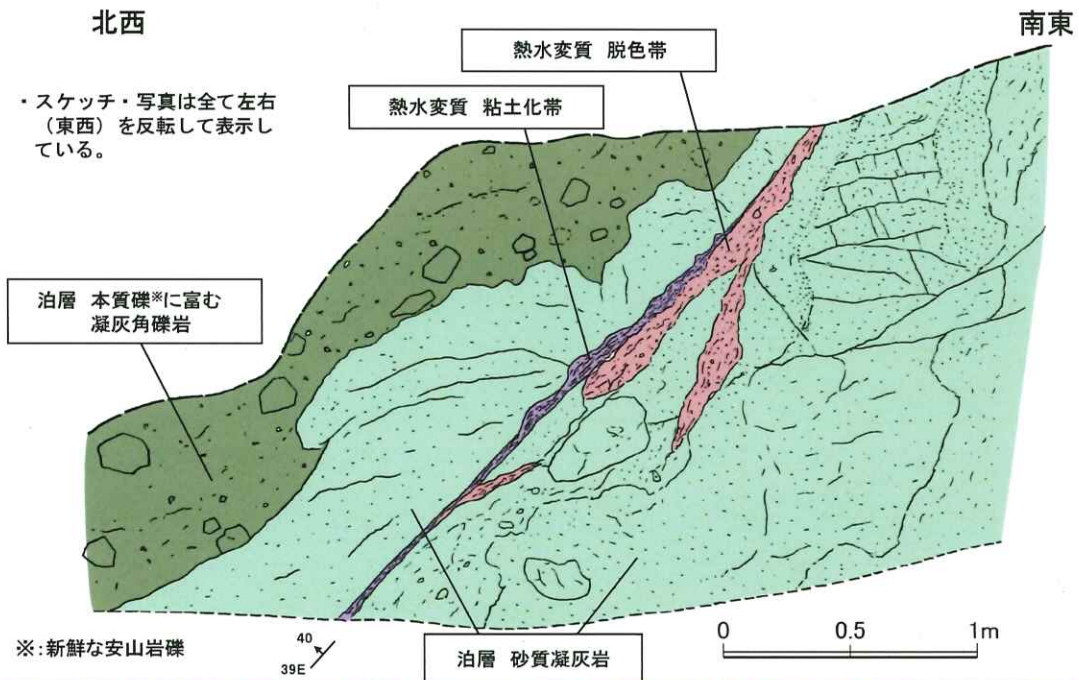 北西
南東
熱水変質 脱色帯
・スケッチ・写真は全て左右
（東西）を反転して表示し
ている。
熱水変質 粘土化帯
泊層 本質礫※に富む
凝灰角礫岩
※：新鮮な安山岩礫
40
39E
泊層 砂質凝灰岩
0 0.5 1m